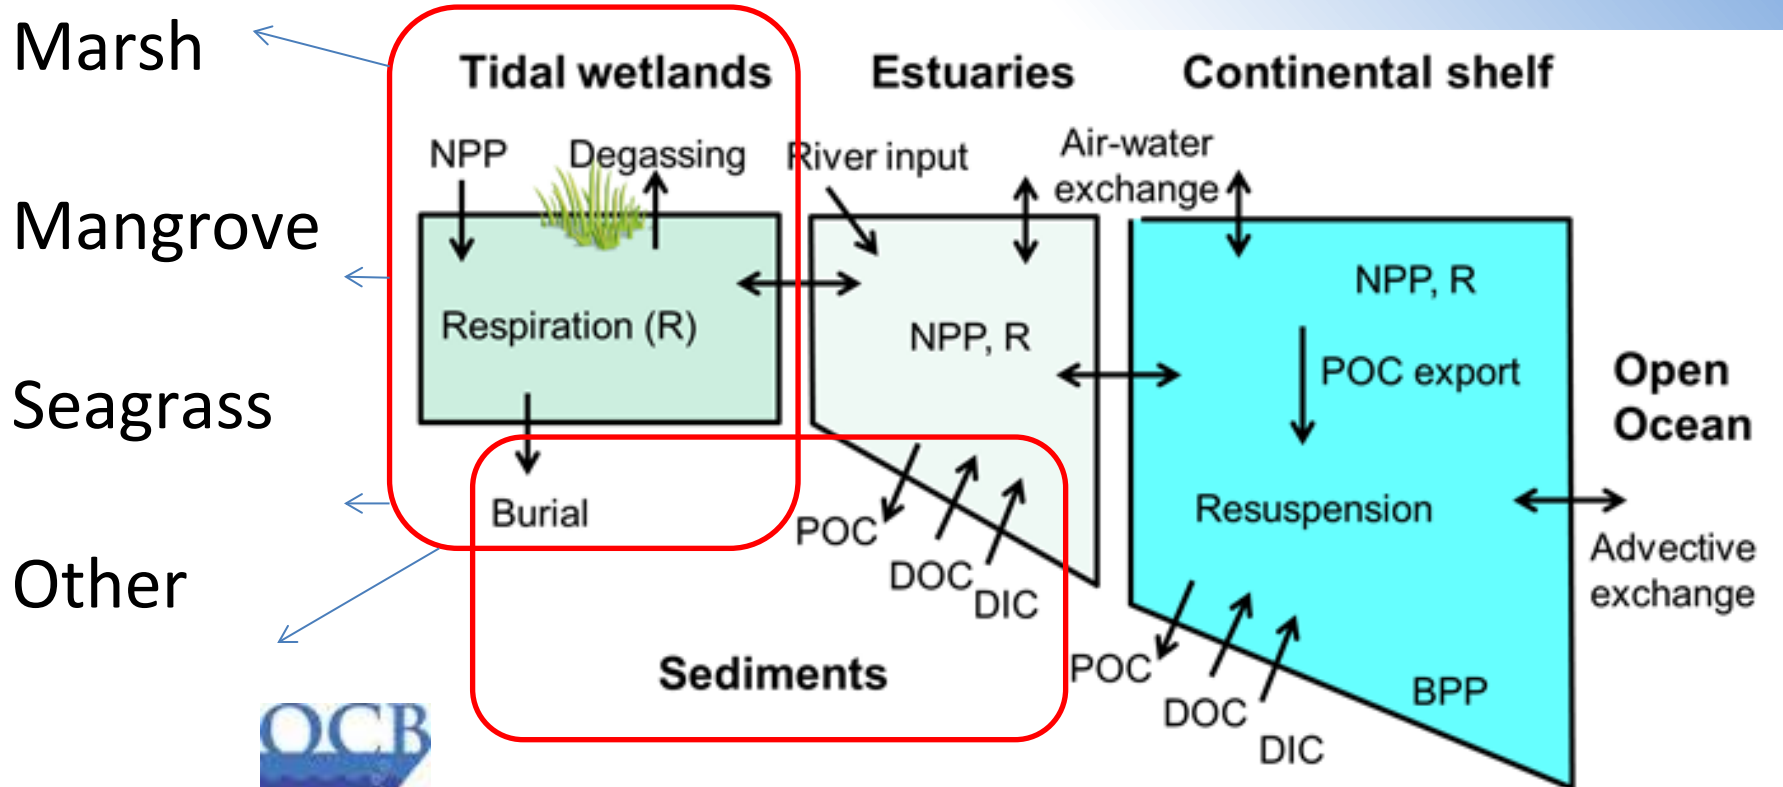 Marsh
Mangrove
Seagrass
Other
Tidal wetlands
NPP
Degassing
Respiration (R)
Burial
Estuaries
River input
Air-water
exchange
NPP, R
POC
DOC
DIC
Sediments
Continental shelf
NPP, R
POC export
Resuspension
POC
DOC
DIC
BPP
Open
Ocean
Advective
exchange
OCB